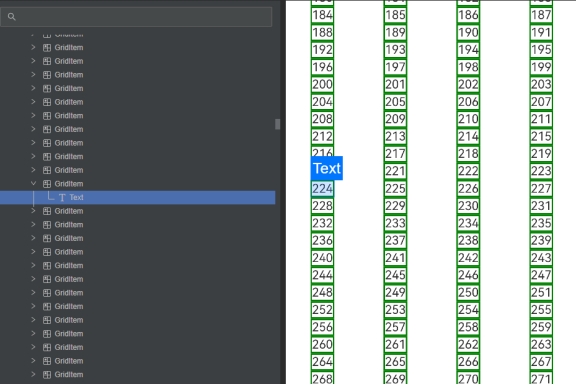 GridItem
GridItem
GridItem
GridItem
GridItem
GridItem
GridItem
GridItem
GridItem
GridItem
GridItem
GridItem
Text
GridItem
GridItem
GridItem
GridItem
GridItem
GridItem
GridItem
GridItem
GridItem
GridItem
GridItem
GridItem
GridItem
184 185 186 187
188 189 190 191
192 193 194 195
196 197 198 199
200 201 202 203
204 205 206 207
208 209 210 211
212 213 214 215
216 217 218 219
Text 221 222 223
224 225 226 227
228 229 230 231
232 233 234 235
236 237 238 239
240 241 242 243
244 245 246 247
248 249 250 251
252 253 254 255
256 257 258 259
260 261 262 263
264 265 266 267
268 269 270 271